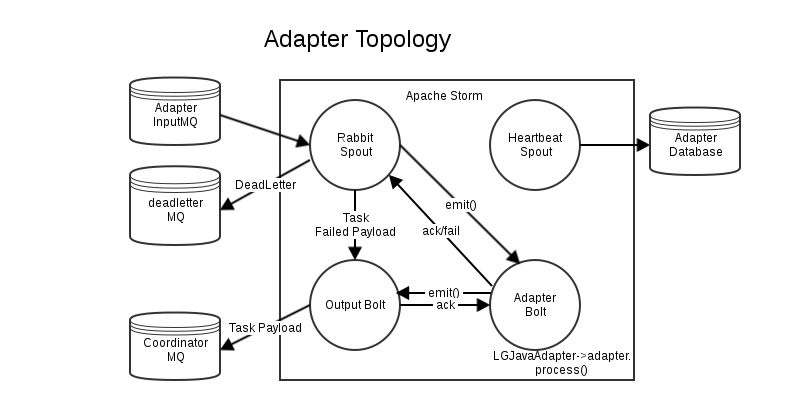 Adapter Topology
Apache Storm
Adapter
InputMQ
Rabbit
Spout
Heartbeat
Spout
Adapter
Database
DeadLetter
deadletter
MQ
emit()
Task
Failed Payload
ack/fail
emit()
ack
Output Bolt
Adapter
Bolt
Task Payload
Coordinator
MQ
LGJavaAdapter->adapter.
process()